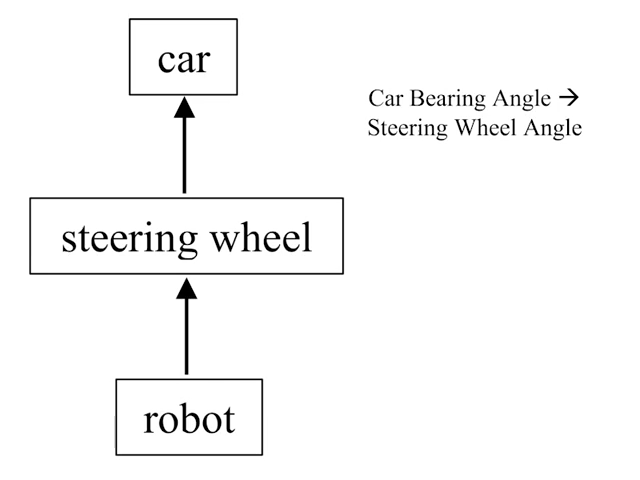 car
Car Bearing Angle →
Steering Wheel Angle
steering wheel
robot